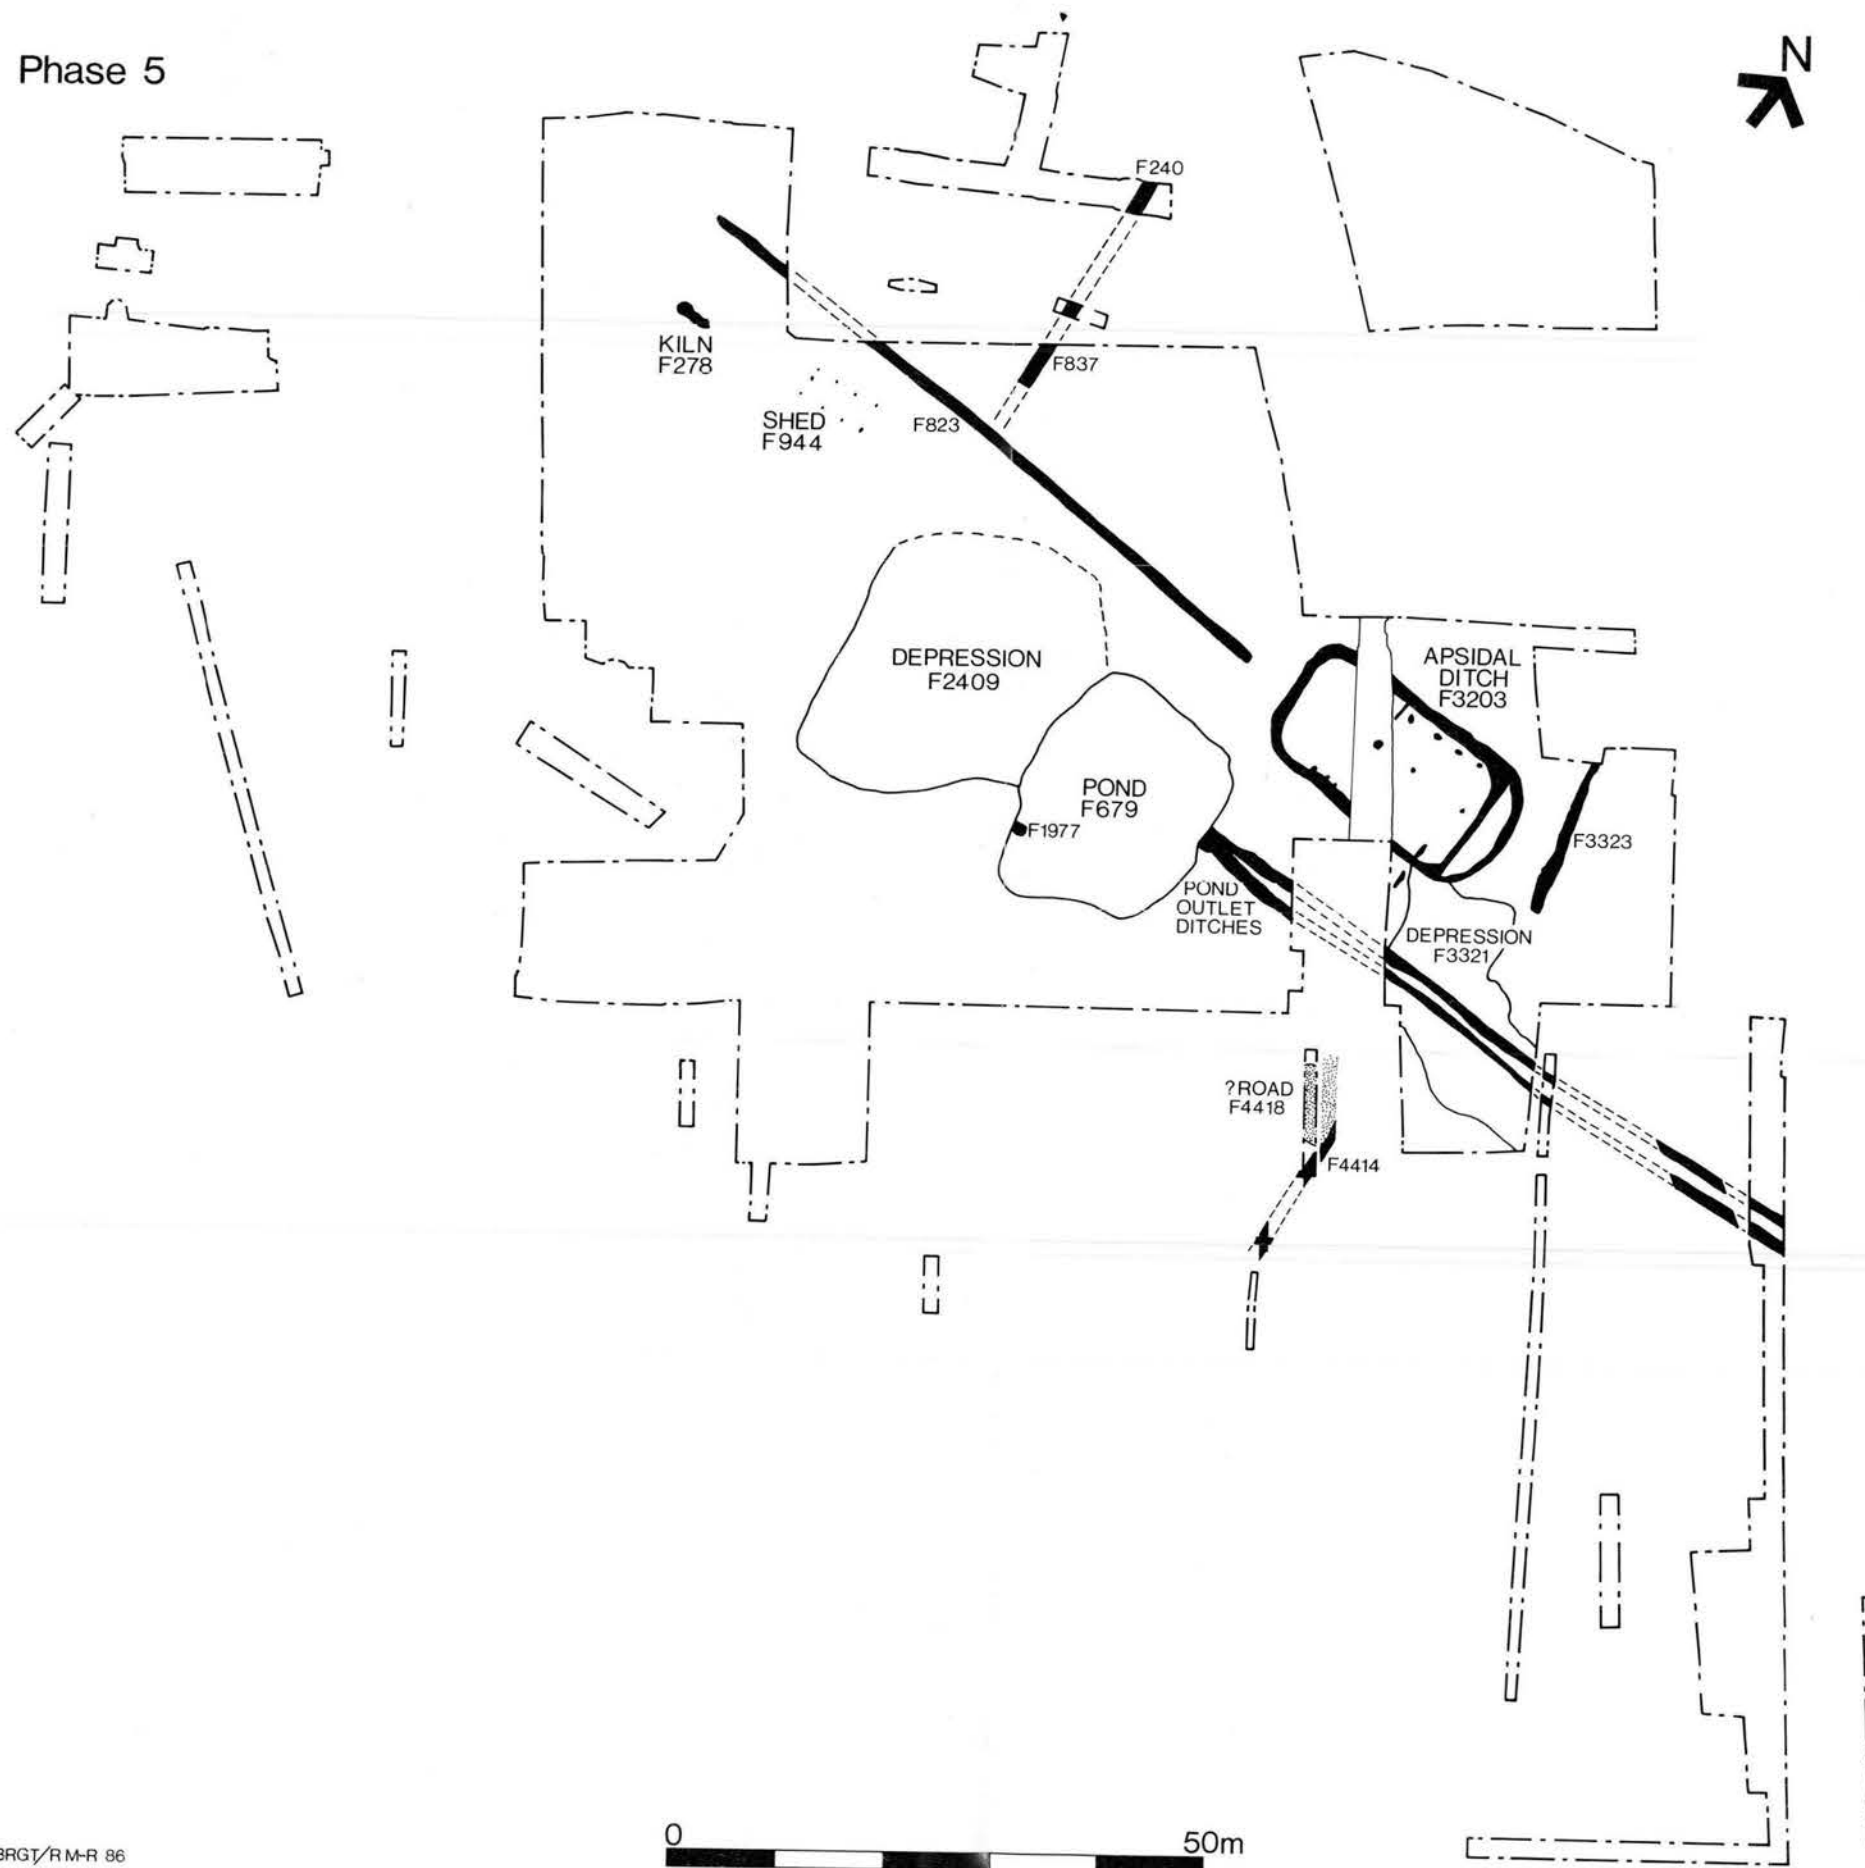 Phase 5
N
F240
KILN
F278
F837
SHED
F944
F823
DEPRESSION
F2409
APSIDAL
DITCH
F3203
POND
F679
F1977
F3323
POND
OUTLET
DITCHES
DEPRESSION
F3321
?ROAD
F4418
F4414
0
50m
BRGT/RM-R 86